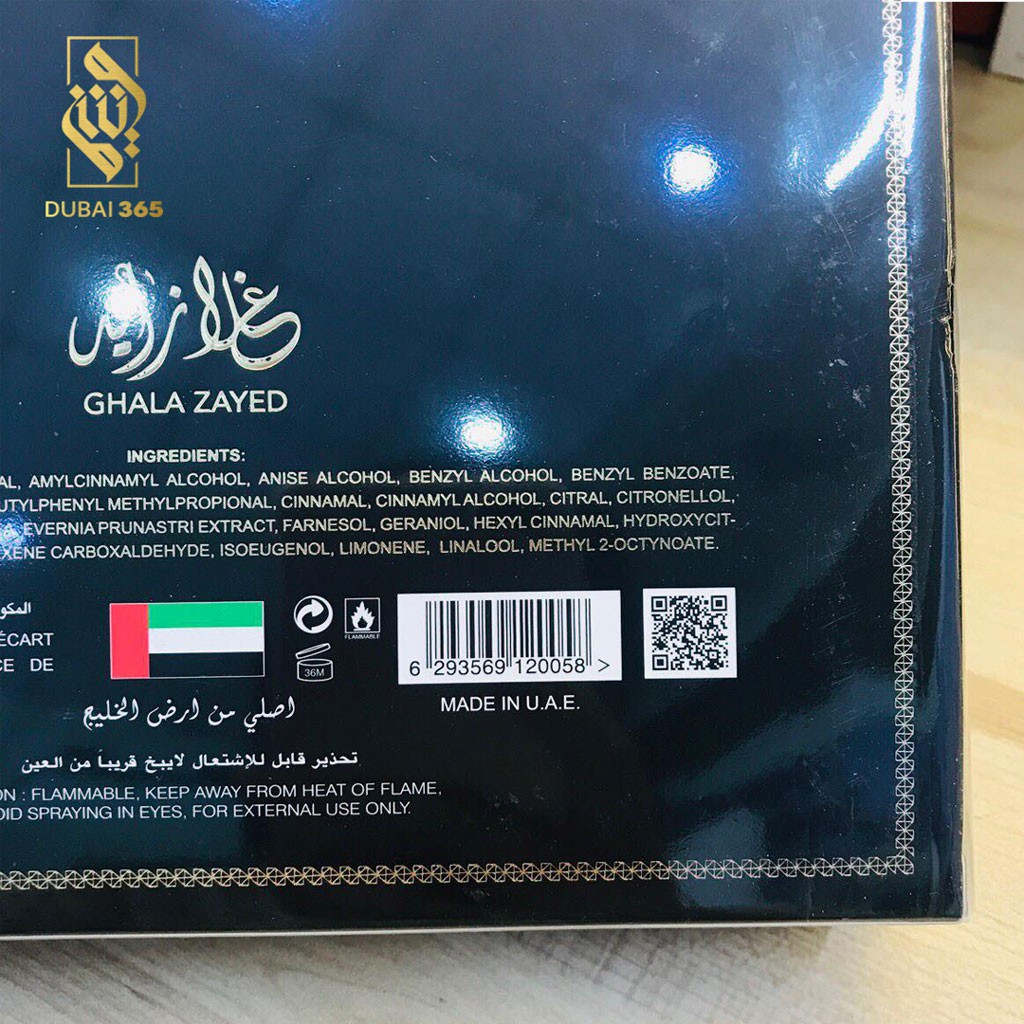 DUBAI 365
غلا زايد
GHALA ZAYED
INGREDIENTS:
AL, AMYLCINNAMYL ALCOHOL, ANISE ALCOHOL, BENZYL ALCOHOL, BENZYL BENZOATE,
UTYLPHENYL METHYLPROPIONAL, CINNAMAL, CINNAMYL ALCOHOL, CITRAL, CITRONELLOL,
A, EVERNIA PRUNASTRI EXTRACT, FARNESOL, GERANIOL, HEXYL CINNAMAL, HYDROXYCIT-
XENE CARBOXALDEHYDE, ISOEUGENOL, LIMONENE, LINALOOL, METHYL 2-OCTYNOATE.
المكو
ÉCART
CE DE
FLAMMABLE
36M
6 293569 120058 >
MADE IN U.A.E.
اصلي من ارض الخليج
تحذير قابل للإشتعال لايبخ قريباً من العين
ON : FLAMMABLE, KEEP AWAY FROM HEAT OF FLAME,
OID SPRAYING IN EYES, FOR EXTERNAL USE ONLY.